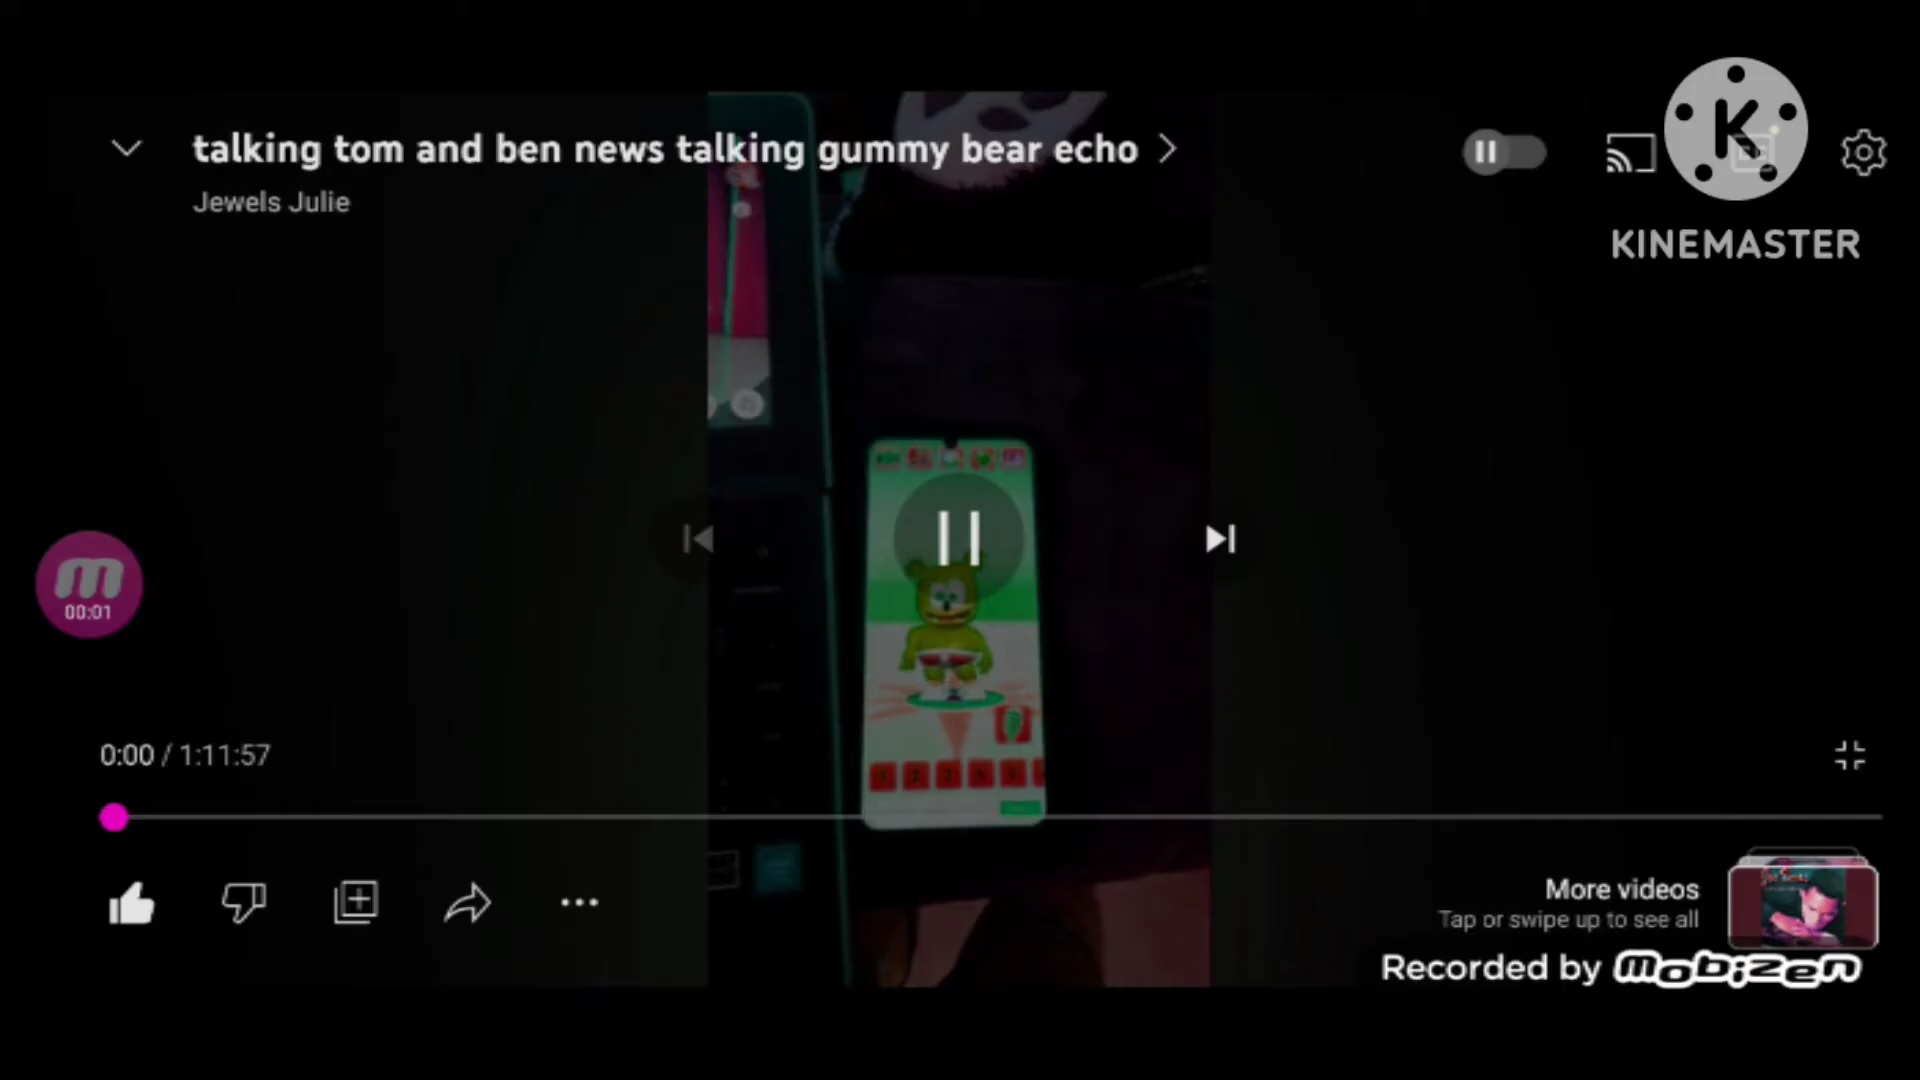 talking tom and ben news talking gummy bear echo
Jewels Julie
K
KINEMASTER
m
00:01
0:00 / 1:11:57
More videos
Tap or swipe up to see all
Recorded by mobizen